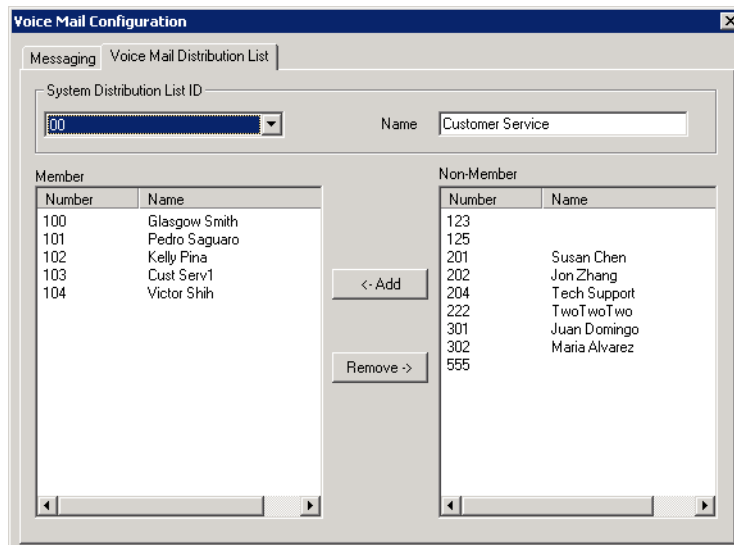 Voice Mail Configuration
Messaging Voice Mail Distribution List
System Distribution List ID
00 Name Customer Service
Member
Number Name
100 Glasgow Smith
101 Pedro Saguaro
102 Kelly Pina
103 Cust Serv1
104 Victor Shih
<- Add
Remove ->
Non-Member
Number Name
123
125
201 Susan Chen
202 Jon Zhang
204 Tech Support
222 TwoTwoTwo
301 Juan Domingo
302 Maria Alvarez
555